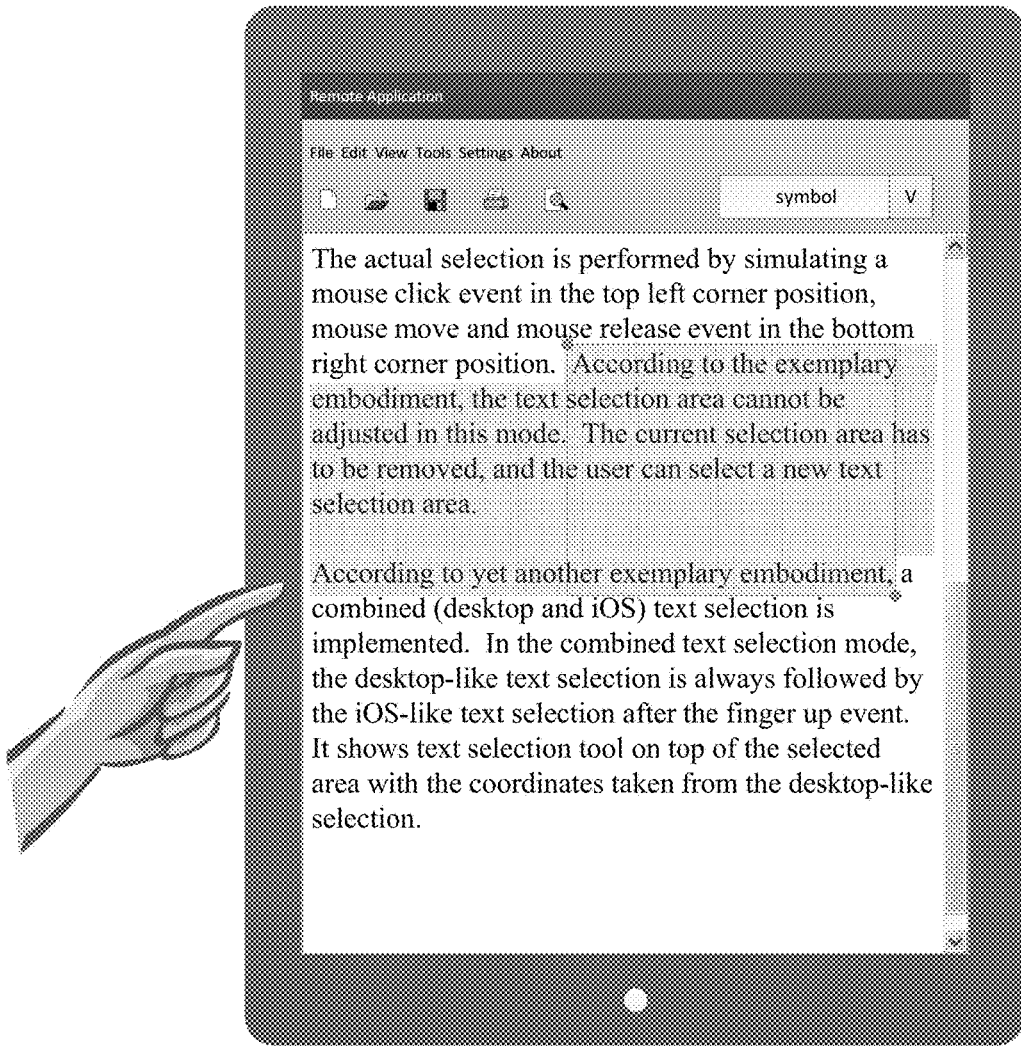 Remote Application
File Edit View Tools Settings About
symbol V
The actual selection is performed by simulating a
mouse click event in the top left corner position,
mouse move and mouse release event in the bottom
right corner position.  According to the exemplary
embodiment, the text selection area cannot be
adjusted in this mode.  The current selection area has
to be removed, and the user can select a new text
selection area.
According to yet another exemplary embodiment, a
combined (desktop and iOS) text selection is
implemented.  In the combined text selection mode,
the desktop-like text selection is always followed by
the iOS-like text selection after the finger up event.
It shows text selection tool on top of the selected
area with the coordinates taken from the desktop-like
selection.